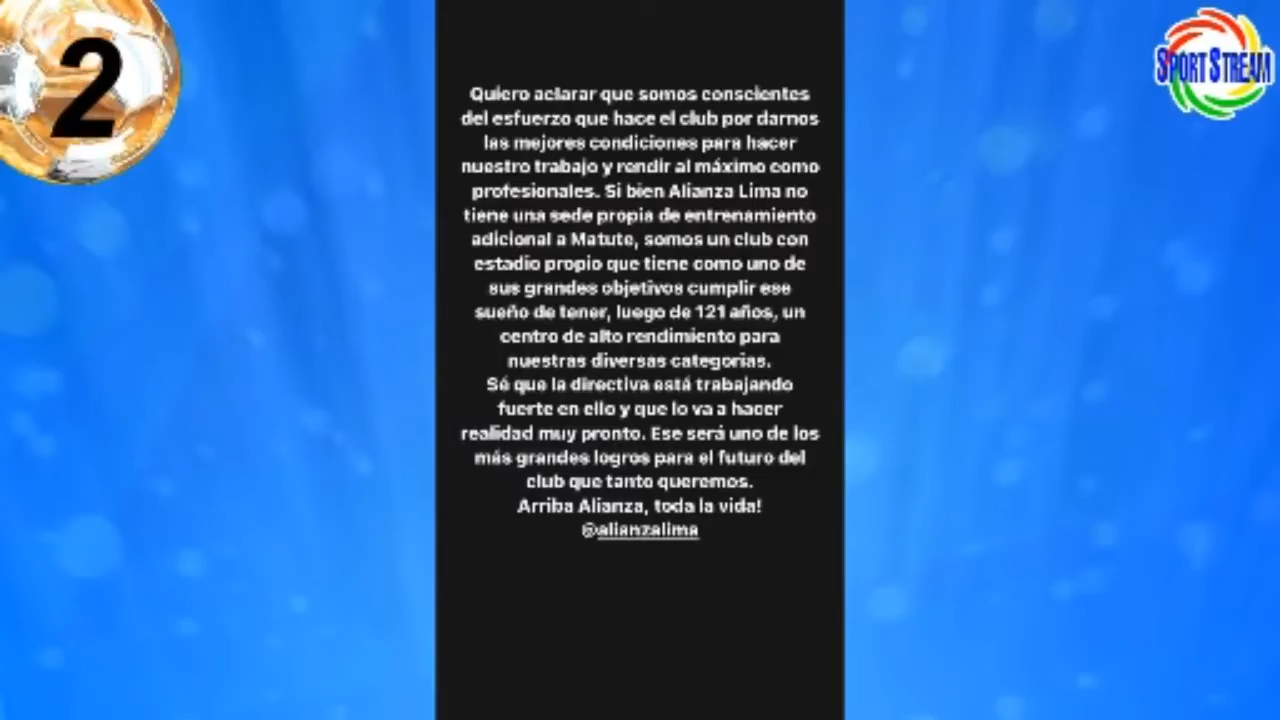 2
SPORT STREAM
Quiero aclarar que somos conscientes
del esfuerzo que hace el club por darnos
las mejores condiciones para hacer
nuestro trabajo y rendir al máximo como
profesionales. Si bien Alianza Lima no
tiene una sede propia de entrenamiento
adicional a Matute, somos un club con
estadio propio que tiene como uno de
sus grandes objetivos cumplir ese
sueño de tener, luego de 121 años, un
centro de alto rendimiento para
nuestras diversas categorias.
Sé que la directiva está trabajando
fuerte en ello y que lo va a hacer
realidad muy pronto. Ese será uno de los
más grandes logros para el futuro del
club que tanto queremos.
Arriba Alianza, toda la vida!
@alianzalima